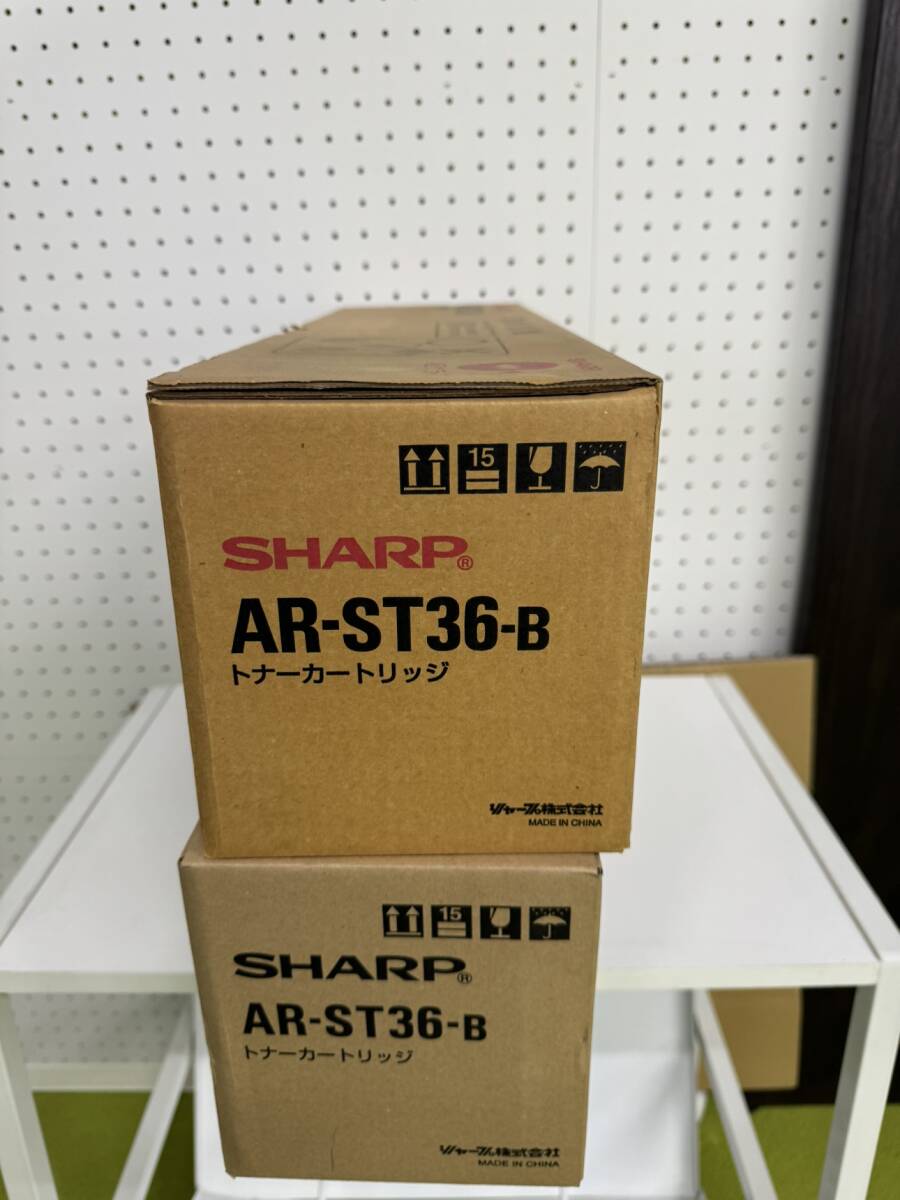 SHARP
15
SHARP®
AR-ST36-B
トナーカートリッジ
シャープ株式会社
MADE IN CHINA
15
SHARP®
AR-ST36-B
トナーカートリッジ
シャープ株式会社
MADE IN CHINA